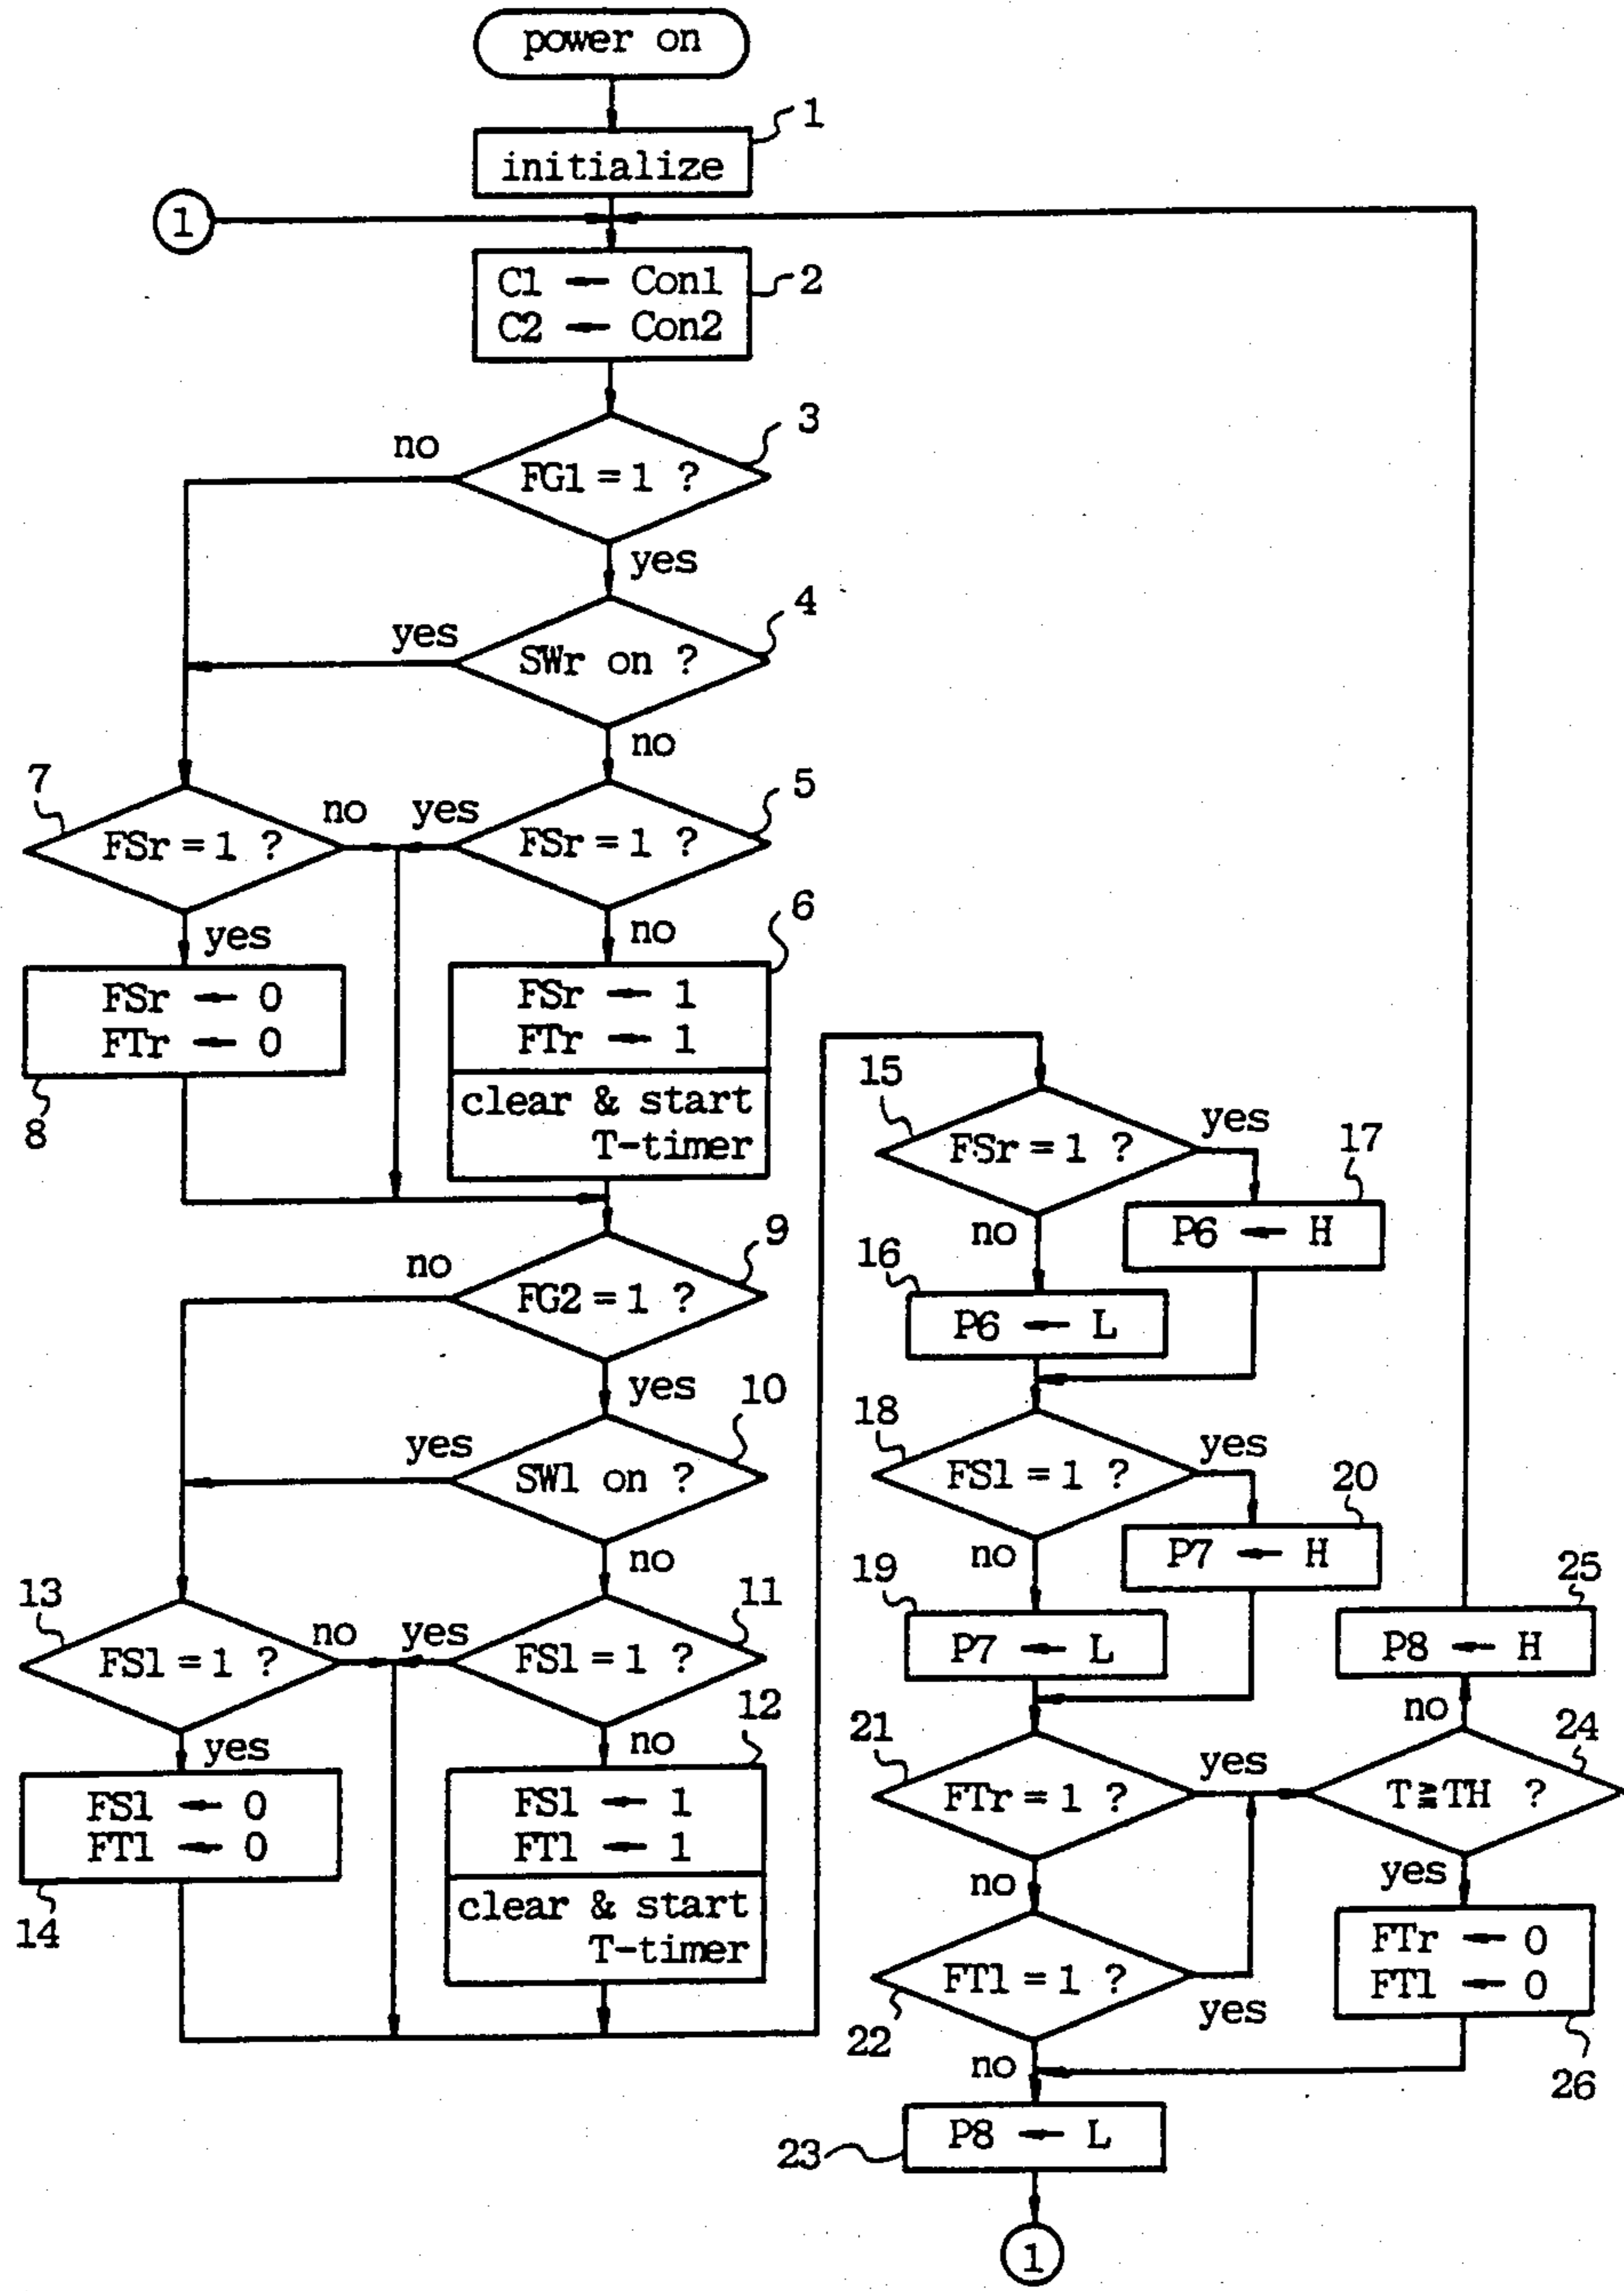 power on
1
initialize
1
C1 ← Con1
C2 ← Con2
2
3
no
FG1 = 1 ?
yes
4
yes
SWr on ?
no
7
5
FSr = 1 ?
no
yes
FSr = 1 ?
yes
no
6
FSr ← 0
FTr ← 0
8
FSr ← 1
FTr ← 1
clear & start
T-timer
9
no
FG2 = 1 ?
yes
10
yes
SWl on ?
no
13
11
FSl = 1 ?
no
yes
FSl = 1 ?
yes
no
12
FSl ← 0
FTl ← 0
14
FSl ← 1
FTl ← 1
clear & start
T-timer
15
FSr = 1 ?
yes
17
P6 ← H
no
16
P6 ← L
18
FSl = 1 ?
yes
20
P7 ← H
no
19
P7 ← L
25
P8 ← H
no
21
FTr = 1 ?
yes
24
T≧TH ?
no
yes
FTl = 1 ?
yes
22
FTr ← 0
FTl ← 0
26
no
P8 ← L
23
1